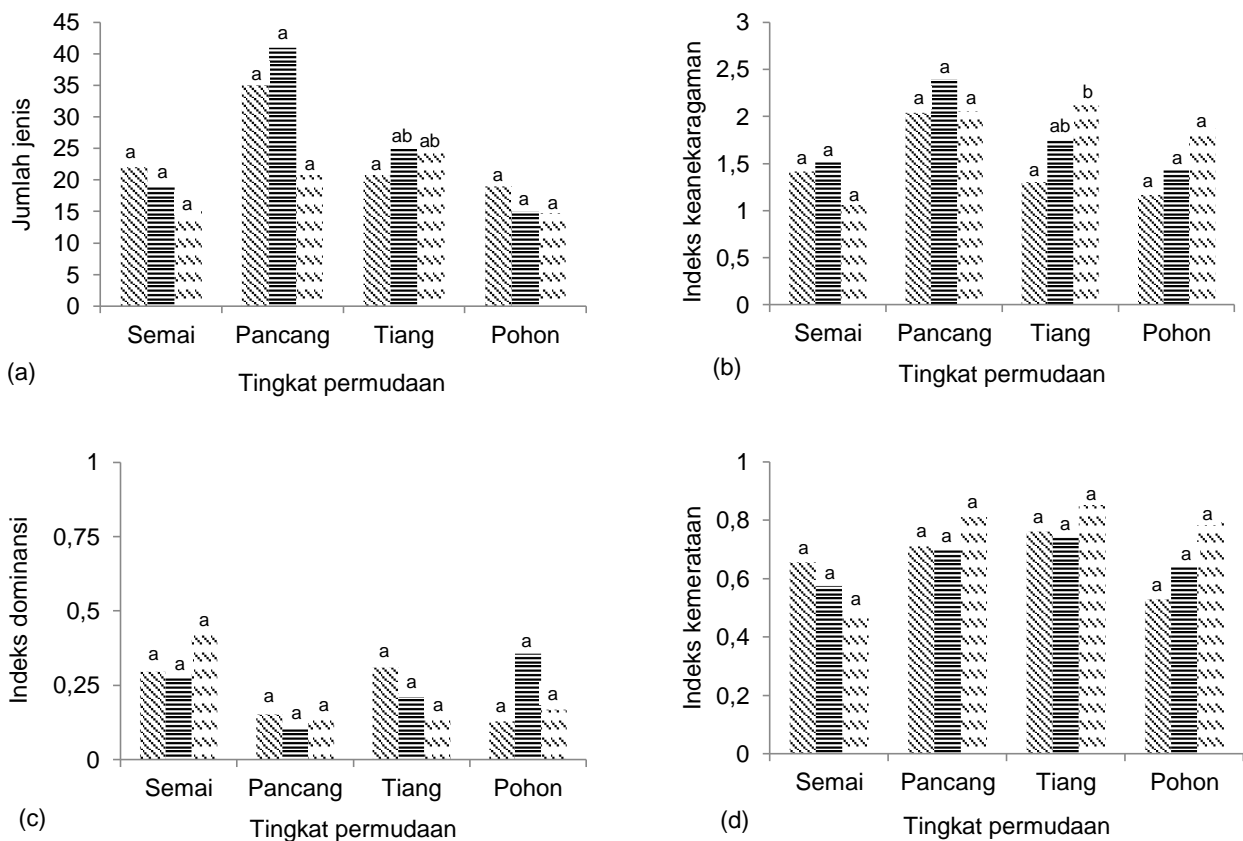 45
40
35
30
25
20
15
10
5
0
Jumlah jenis
a a a
a a a
a ab ab
a a a
Semai Pancang Tiang Pohon
Tingkat permudaan
(a)
3
2,5
2
1,5
1
0,5
0
Indeks keanekaragaman
a a a
a a a
a ab b
a a a
Semai Pancang Tiang Pohon
Tingkat permudaan
(b)
1
0,75
0,5
0,25
0
Indeks dominansi
a a a
a a a
a a a
a a a
Semai Pancang Tiang Pohon
Tingkat permudaan
(c)
1
0,8
0,6
0,4
0,2
0
Indeks kemerataan
a a a
a a a
a a a
a a a
Semai Pancang Tiang Pohon
Tingkat permudaan
(d)